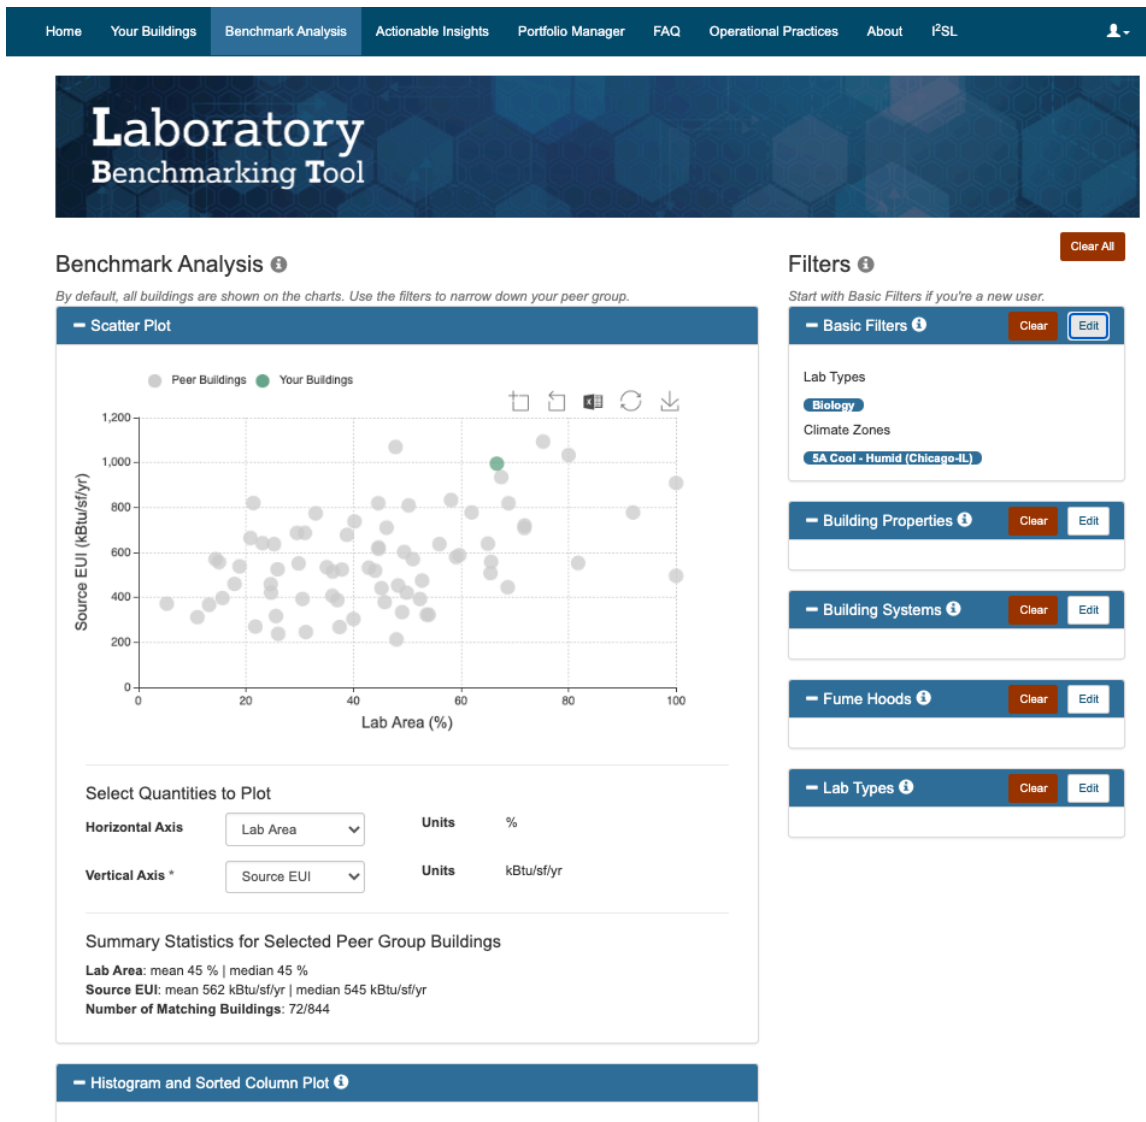 Home Your Buildings Benchmark Analysis Actionable Insights Portfolio Manager FAQ Operational Practices About I²SL
Laboratory
Benchmarking Tool
Clear All
Benchmark Analysis
By default, all buildings are shown on the charts. Use the filters to narrow down your peer group.
Scatter Plot
Peer Buildings Your Buildings
1,200
1,000
800
600
400
200
0
Source EUI (kBtu/sf/yr)
0 20 40 60 80 100
Lab Area (%)
Select Quantities to Plot
Horizontal Axis Lab Area Units %
Vertical Axis * Source EUI Units kBtu/sf/yr
Summary Statistics for Selected Peer Group Buildings
Lab Area: mean 45 % | median 45 %
Source EUI: mean 562 kBtu/sf/yr | median 545 kBtu/sf/yr
Number of Matching Buildings: 72/844
Histogram and Sorted Column Plot
Filters
Start with Basic Filters if you're a new user.
Basic Filters Clear Edit
Lab Types
Biology
Climate Zones
5A Cool - Humid (Chicago-IL)
Building Properties Clear Edit
Building Systems Clear Edit
Fume Hoods Clear Edit
Lab Types Clear Edit